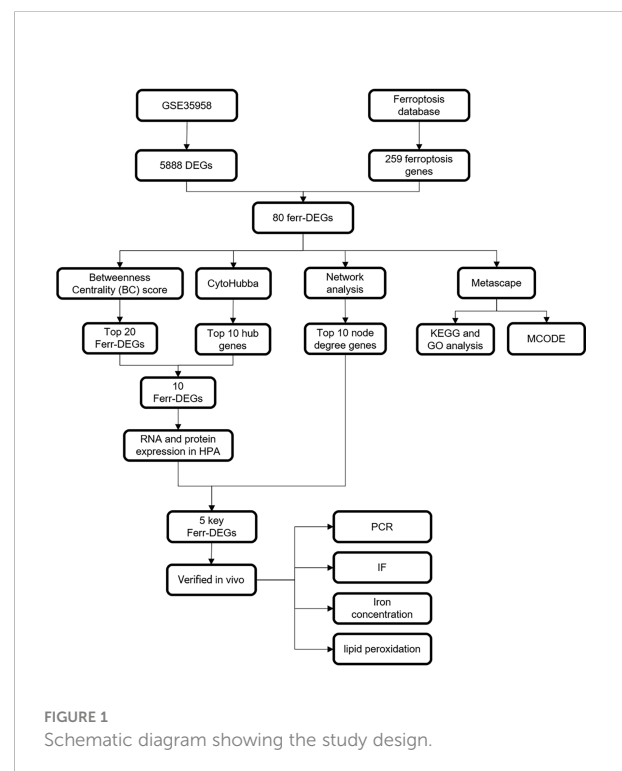 GSE35958
Ferroptosis
database
5888 DEGs
259 ferroptosis
genes
80 ferr-DEGs
Betweenness
Centrality (BC) score
CytoHubba
Network
analysis
Metascape
Top 20
Ferr-DEGs
Top 10 hub
genes
Top 10 node
degree genes
KEGG and
GO analysis
MCODE
10
Ferr-DEGs
RNA and protein
expression in HPA
5 key
Ferr-DEGs
PCR
Verified in vivo
IF
Iron
concentration
lipid peroxidation
FIGURE 1
Schematic diagram showing the study design.